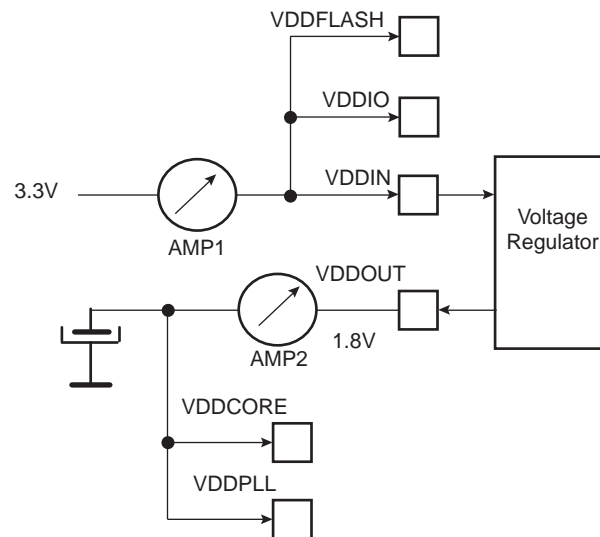 VDDFLASH
VDDIO
VDDIN
3.3V
AMP1
Voltage
Regulator
VDDOUT
1.8V
AMP2
VDDCORE
VDDPLL